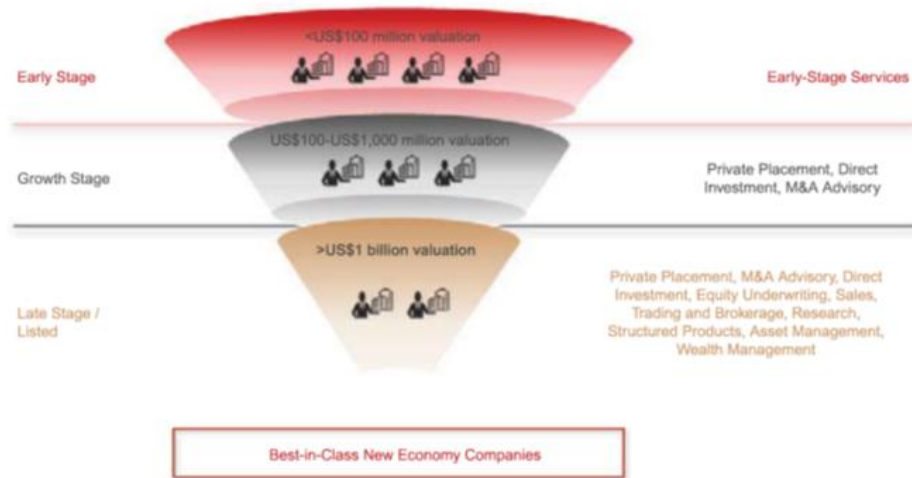 <US$100 million valuation
Early Stage
Early-Stage Services
US$100-US$1,000 million valuation
Growth Stage
Private Placement, Direct
Investment, M&A Advisory
>US$1 billion valuation
Late Stage /
Listed
Private Placement, M&A Advisory, Direct
Investment, Equity Underwriting, Sales,
Trading and Brokerage, Research,
Structured Products, Asset Management,
Wealth Management
Best-in-Class New Economy Companies